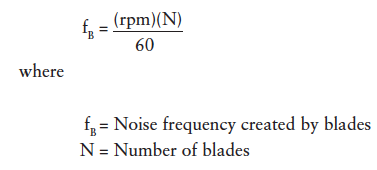 f_B = (rpm)(N)
60
where
f_B = Noise frequency created by blades
N = Number of blades